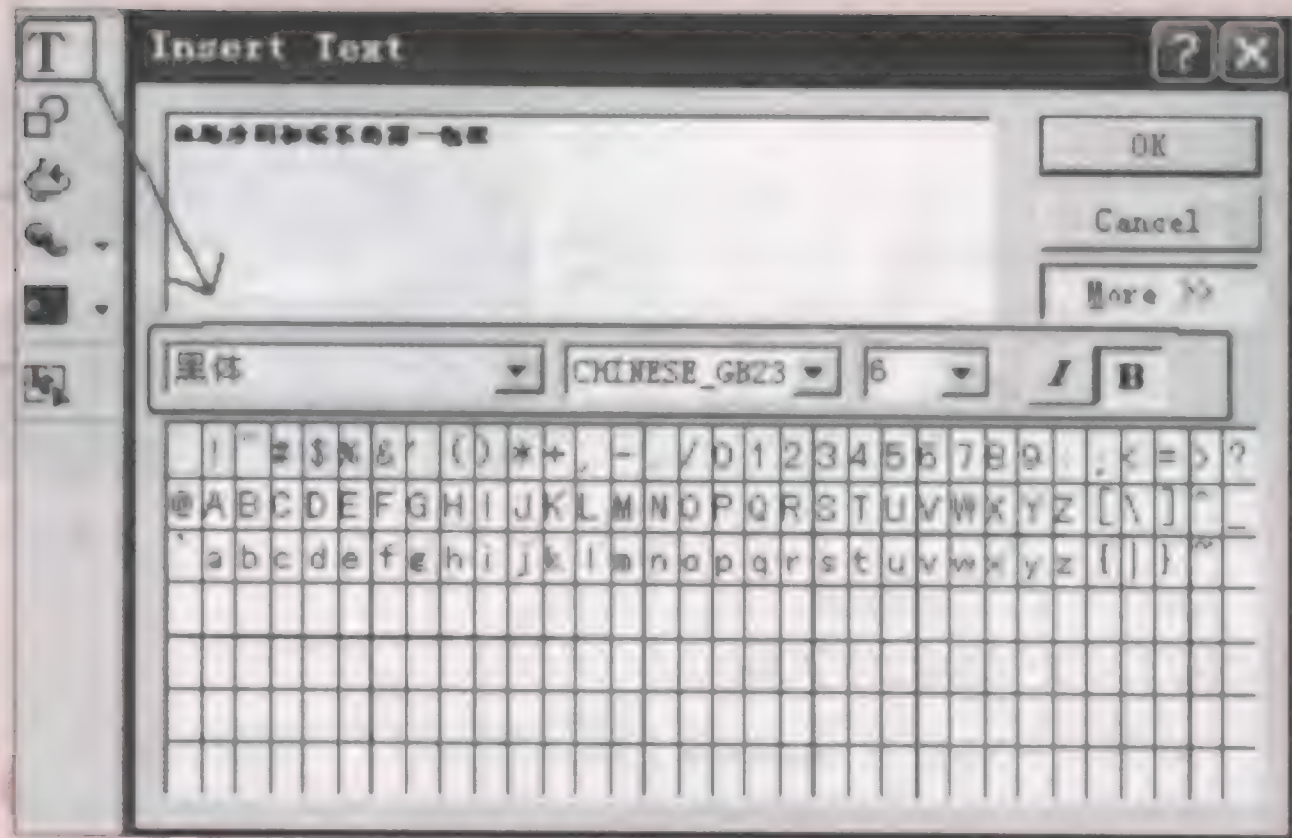 T
Insert Text
? X
OK
Cancel
More >>
黑体 CHINESE_GB23 6 I B
! " # $ % & ' ( ) * + , - . / 0 1 2 3 4 5 6 7 8 9 : ; < = > ?
@ A B C D E F G H I J K L M N O P Q R S T U V W X Y Z [ \ ] ^ _
` a b c d e f g h i j k l m n o p q r s t u v w x y z { | } ~